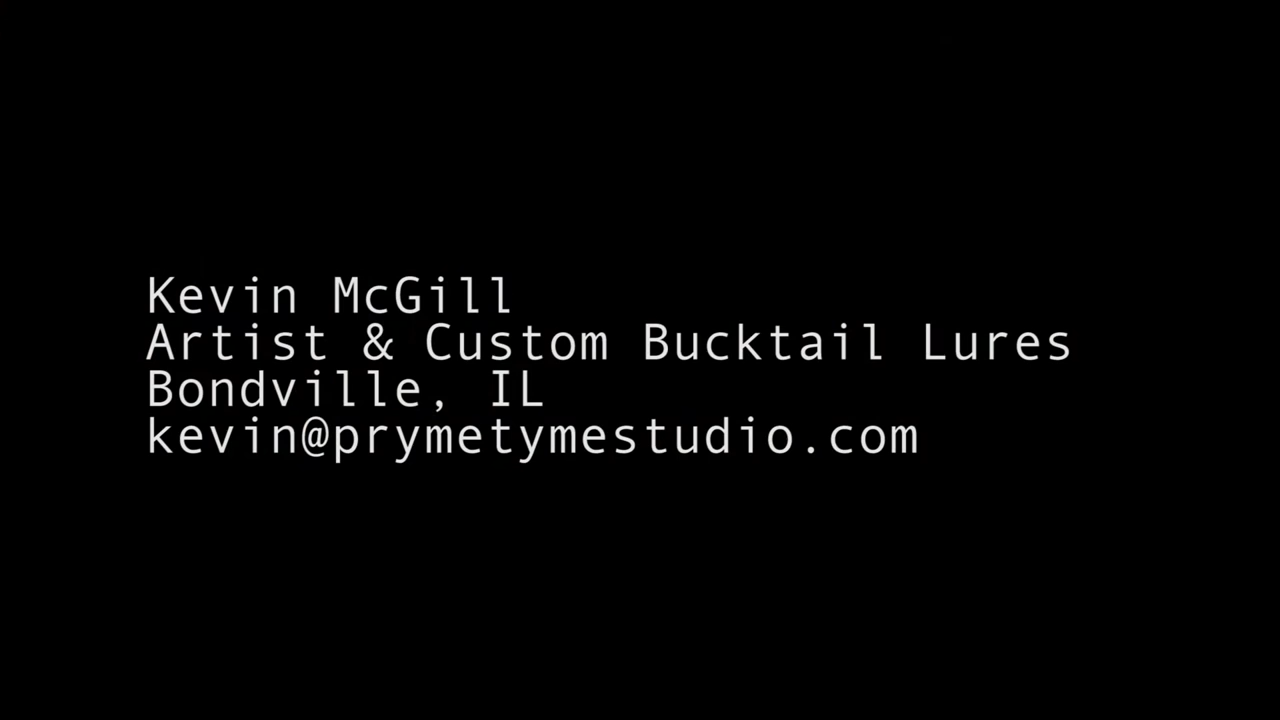 Kevin McGill
Artist & Custom Bucktail Lures
Bondville, IL
kevin@prymetymestudio.com